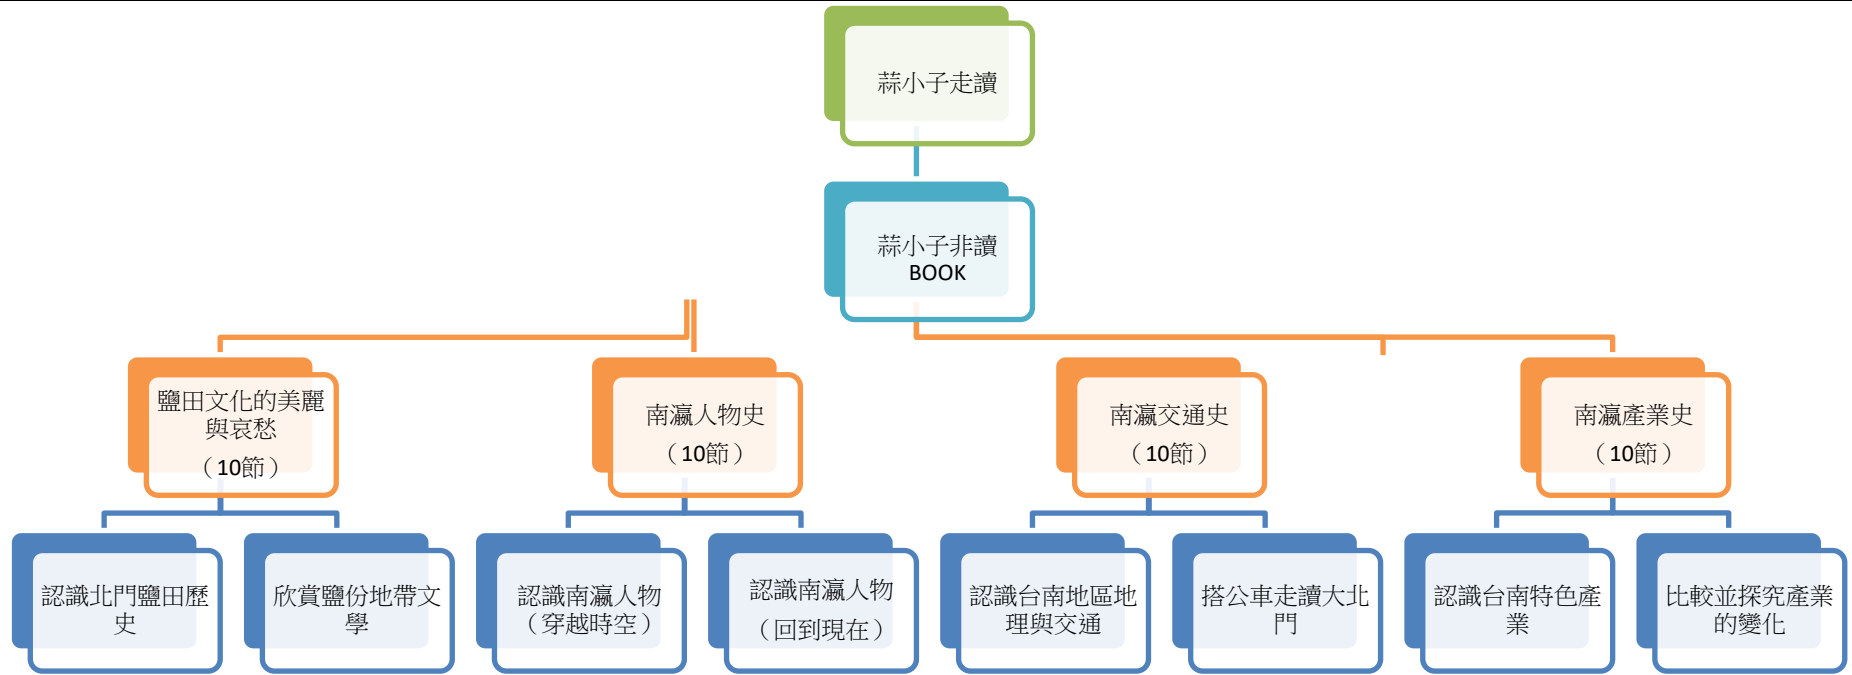 蒜小子走讀
蒜小子非讀
BOOK
鹽田文化的美麗
與哀愁
（10節）
南瀛人物史
（10節）
南瀛交通史
（10節）
南瀛產業史
（10節）
認識北門鹽田歷
史
欣賞鹽份地帶文
學
認識南瀛人物
（穿越時空）
認識南瀛人物
（回到現在）
認識台南地區地
理與交通
搭公車走讀大北
門
認識台南特色產
業
比較並探究產業
的變化